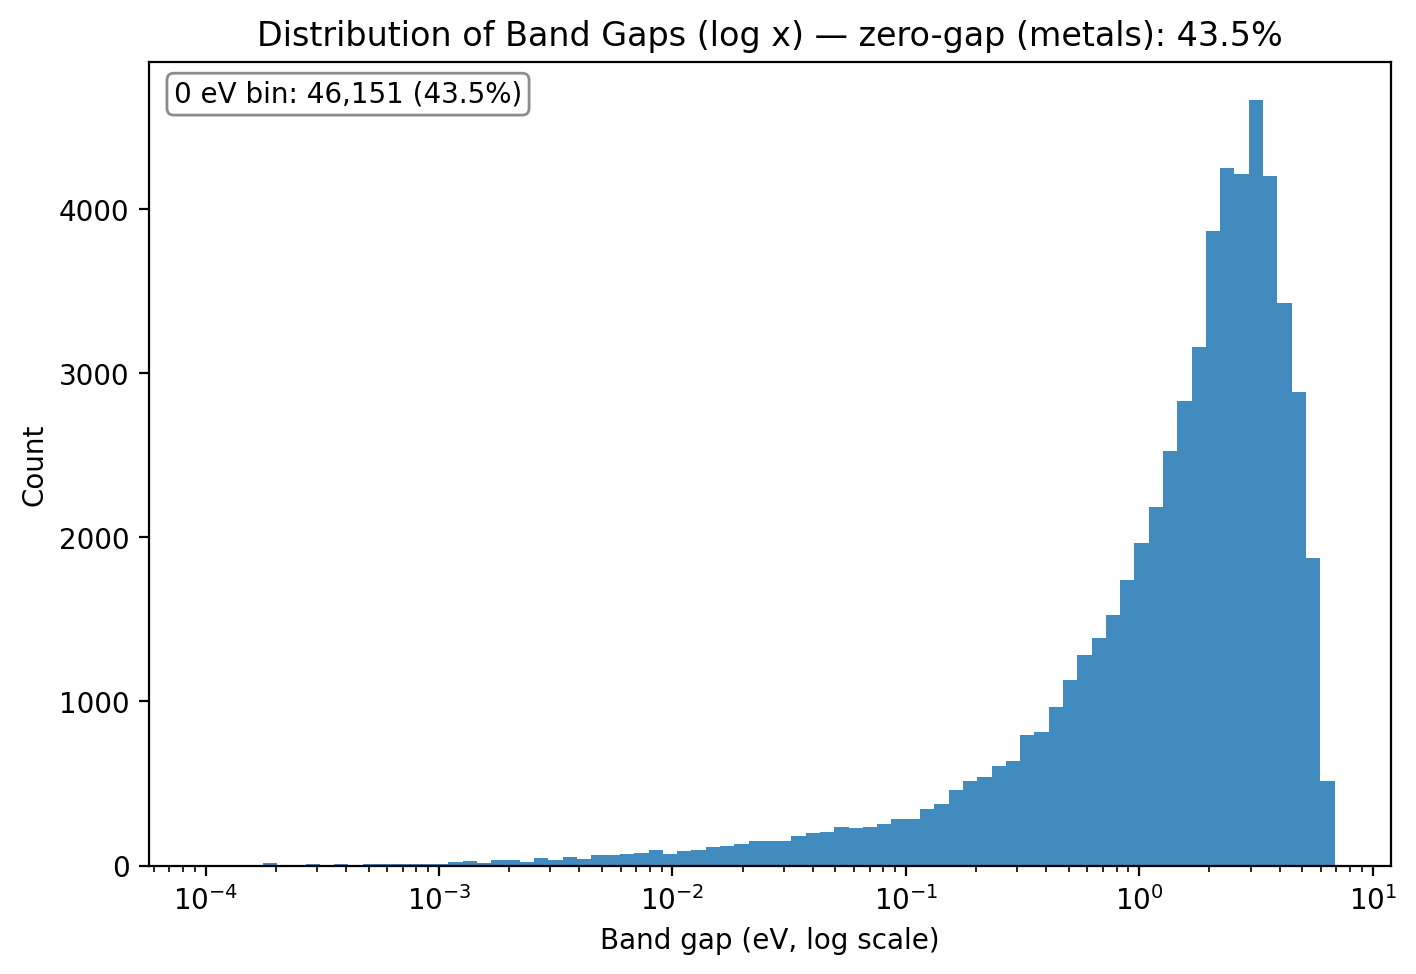 Distribution of Band Gaps (log x) — zero-gap (metals): 43.5%
0 eV bin: 46,151 (43.5%)
4000
3000
2000
1000
0
Count
10⁻⁴
10⁻³
10⁻²
10⁻¹
10⁰
10¹
Band gap (eV, log scale)